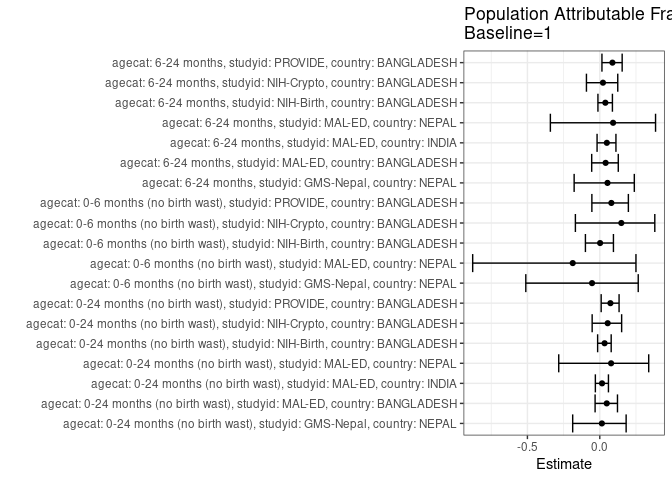 Population Attributable Fra
Baseline=1
agecat: 6-24 months, studyid: PROVIDE, country: BANGLADESH
agecat: 6-24 months, studyid: NIH-Crypto, country: BANGLADESH
agecat: 6-24 months, studyid: NIH-Birth, country: BANGLADESH
agecat: 6-24 months, studyid: MAL-ED, country: NEPAL
agecat: 6-24 months, studyid: MAL-ED, country: INDIA
agecat: 6-24 months, studyid: MAL-ED, country: BANGLADESH
agecat: 6-24 months, studyid: GMS-Nepal, country: NEPAL
agecat: 0-6 months (no birth wast), studyid: PROVIDE, country: BANGLADESH
agecat: 0-6 months (no birth wast), studyid: NIH-Crypto, country: BANGLADESH
agecat: 0-6 months (no birth wast), studyid: NIH-Birth, country: BANGLADESH
agecat: 0-6 months (no birth wast), studyid: MAL-ED, country: NEPAL
agecat: 0-6 months (no birth wast), studyid: GMS-Nepal, country: NEPAL
agecat: 0-24 months (no birth wast), studyid: PROVIDE, country: BANGLADESH
agecat: 0-24 months (no birth wast), studyid: NIH-Crypto, country: BANGLADESH
agecat: 0-24 months (no birth wast), studyid: NIH-Birth, country: BANGLADESH
agecat: 0-24 months (no birth wast), studyid: MAL-ED, country: NEPAL
agecat: 0-24 months (no birth wast), studyid: MAL-ED, country: INDIA
agecat: 0-24 months (no birth wast), studyid: MAL-ED, country: BANGLADESH
agecat: 0-24 months (no birth wast), studyid: GMS-Nepal, country: NEPAL
-0.5 0.0
Estimate